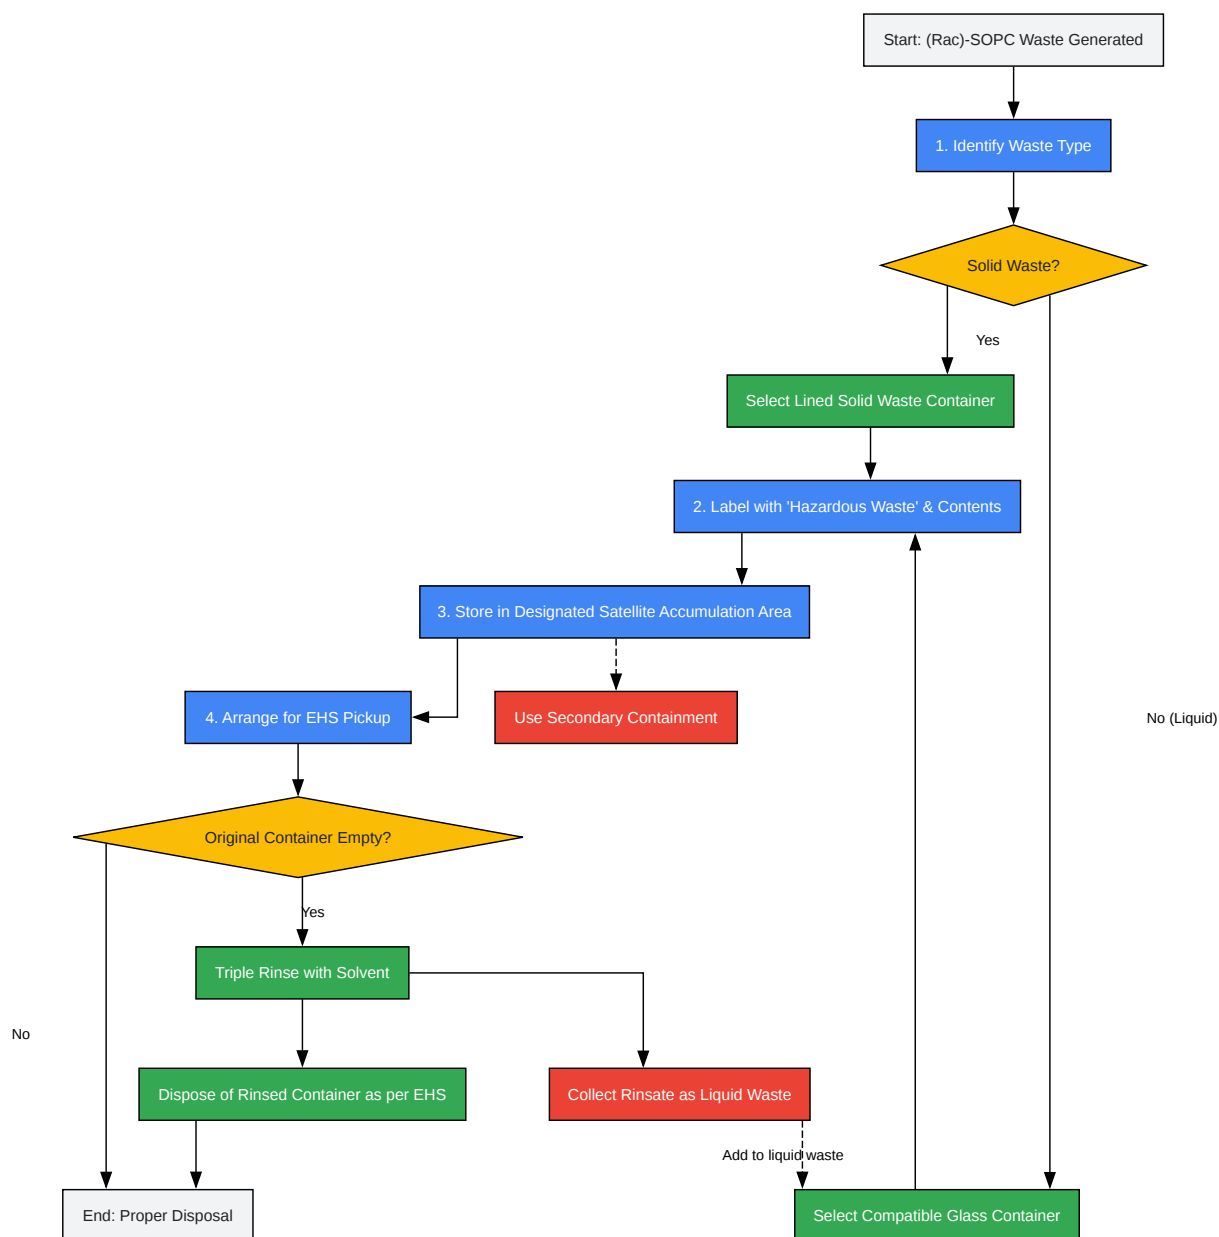 Start: (Rac)-SOPC Waste Generated
1. Identify Waste Type
Solid Waste?
Yes
Select Lined Solid Waste Container
2. Label with 'Hazardous Waste' & Contents
3. Store in Designated Satellite Accumulation Area
4. Arrange for EHS Pickup
Use Secondary Containment
No (Liquid)
Original Container Empty?
Yes
Triple Rinse with Solvent
No
Dispose of Rinsed Container as per EHS
Collect Rinsate as Liquid Waste
Add to liquid waste
End: Proper Disposal
Select Compatible Glass Container